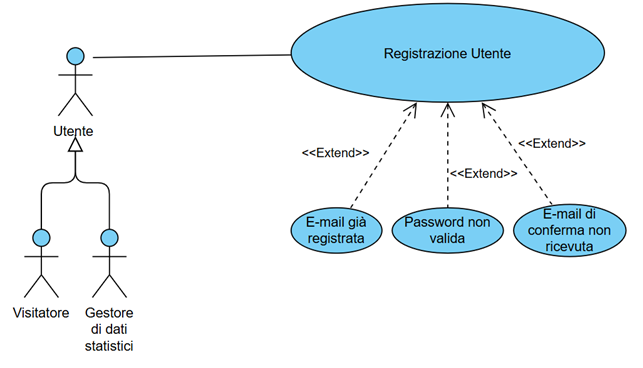 Registrazione Utente
Utente
<<Extend>>
<<Extend>>
<<Extend>>
E-mail già
registrata
Password non
valida
E-mail di
conferma non
ricevuta
Visitatore
Gestore
di dati
statistici